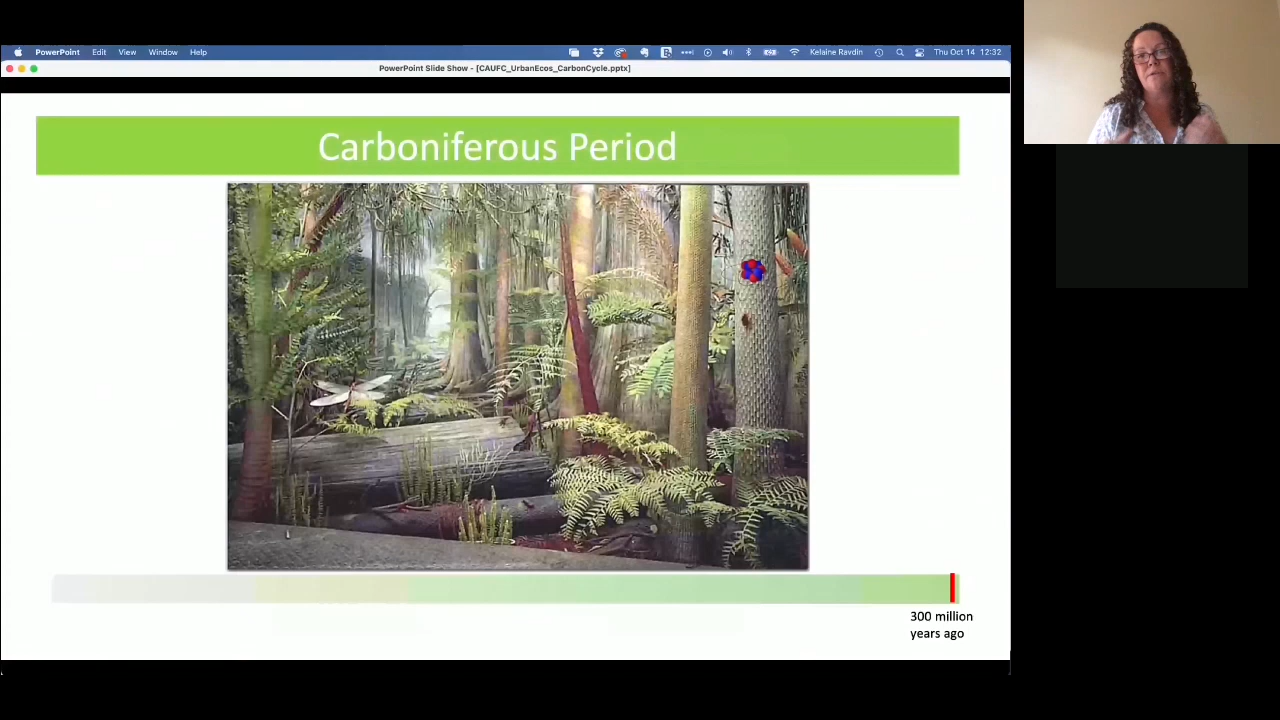 PowerPoint Edit View Window Help Kelaine Ravdin Thu Oct 14 12:32
PowerPoint Slide Show - [CAUFC_UrbanEcos_CarbonCycle.pptx]
Carboniferous Period
300 million
years ago